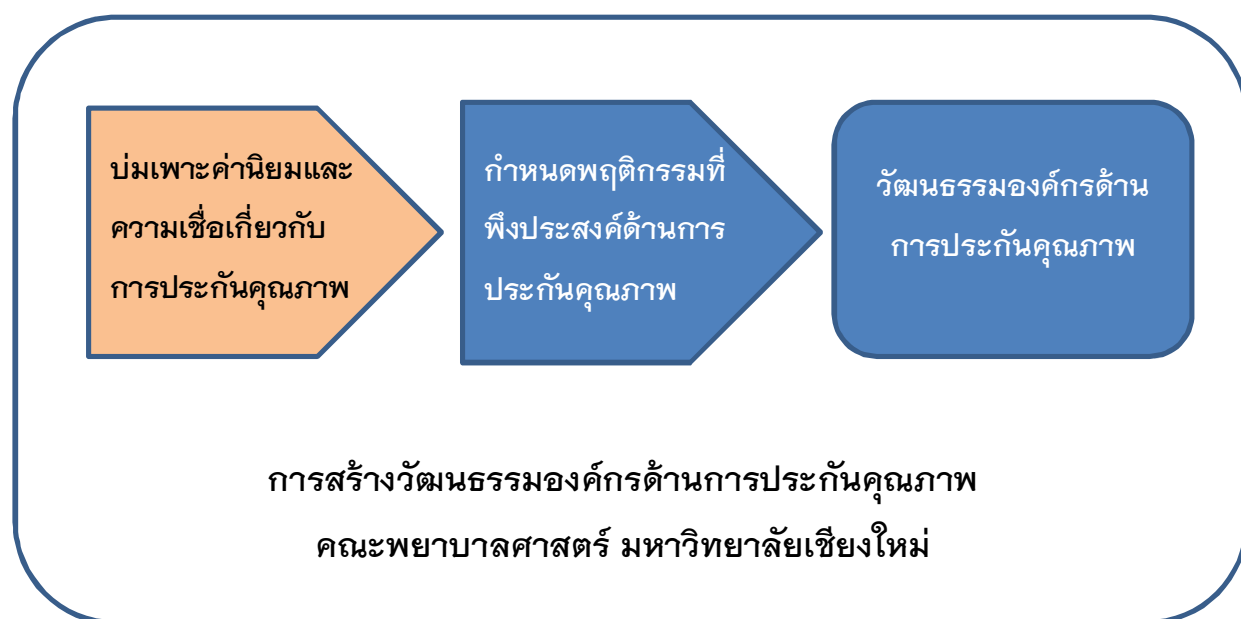 บ่มเพาะค่านิยมและ
ความเชื่อเกี่ยวกับ
การประกันคุณภาพ
กำหนดพฤติกรรมที่
พึงประสงค์ด้านการ
ประกันคุณภาพ
วัฒนธรรมองค์กรด้าน
การประกันคุณภาพ
การสร้างวัฒนธรรมองค์กรด้านการประกันคุณภาพ
คณะพยาบาลศาสตร์ มหาวิทยาลัยเชียงใหม่